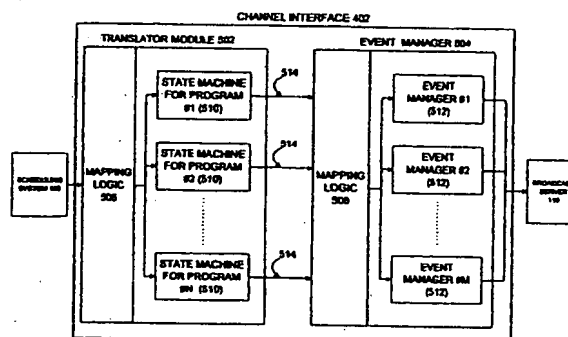 CHANNEL INTERFACE 402
TRANSLATOR MODULE 502
EVENT MANAGER 504
514
STATE MACHINE
FOR PROGRAM
#1 (510)
514
STATE MACHINE
FOR PROGRAM
#2 (510)
514
STATE MACHINE
FOR PROGRAM
#N (510)
SCHEDULING
SYSTEM
MAPPING
LOGIC
MAPPING
LOGIC
EVENT
MANAGER #1
(512)
EVENT
MANAGER #2
(512)
EVENT
MANAGER #M
(512)
BROADCAST
SERVER